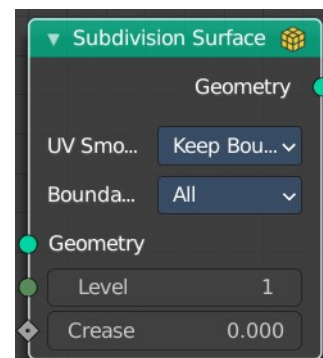 Subdivision Surface
Geometry
UV Smo... Keep Bou...
Bounda... All
Geometry
Level 1
Crease 0.000